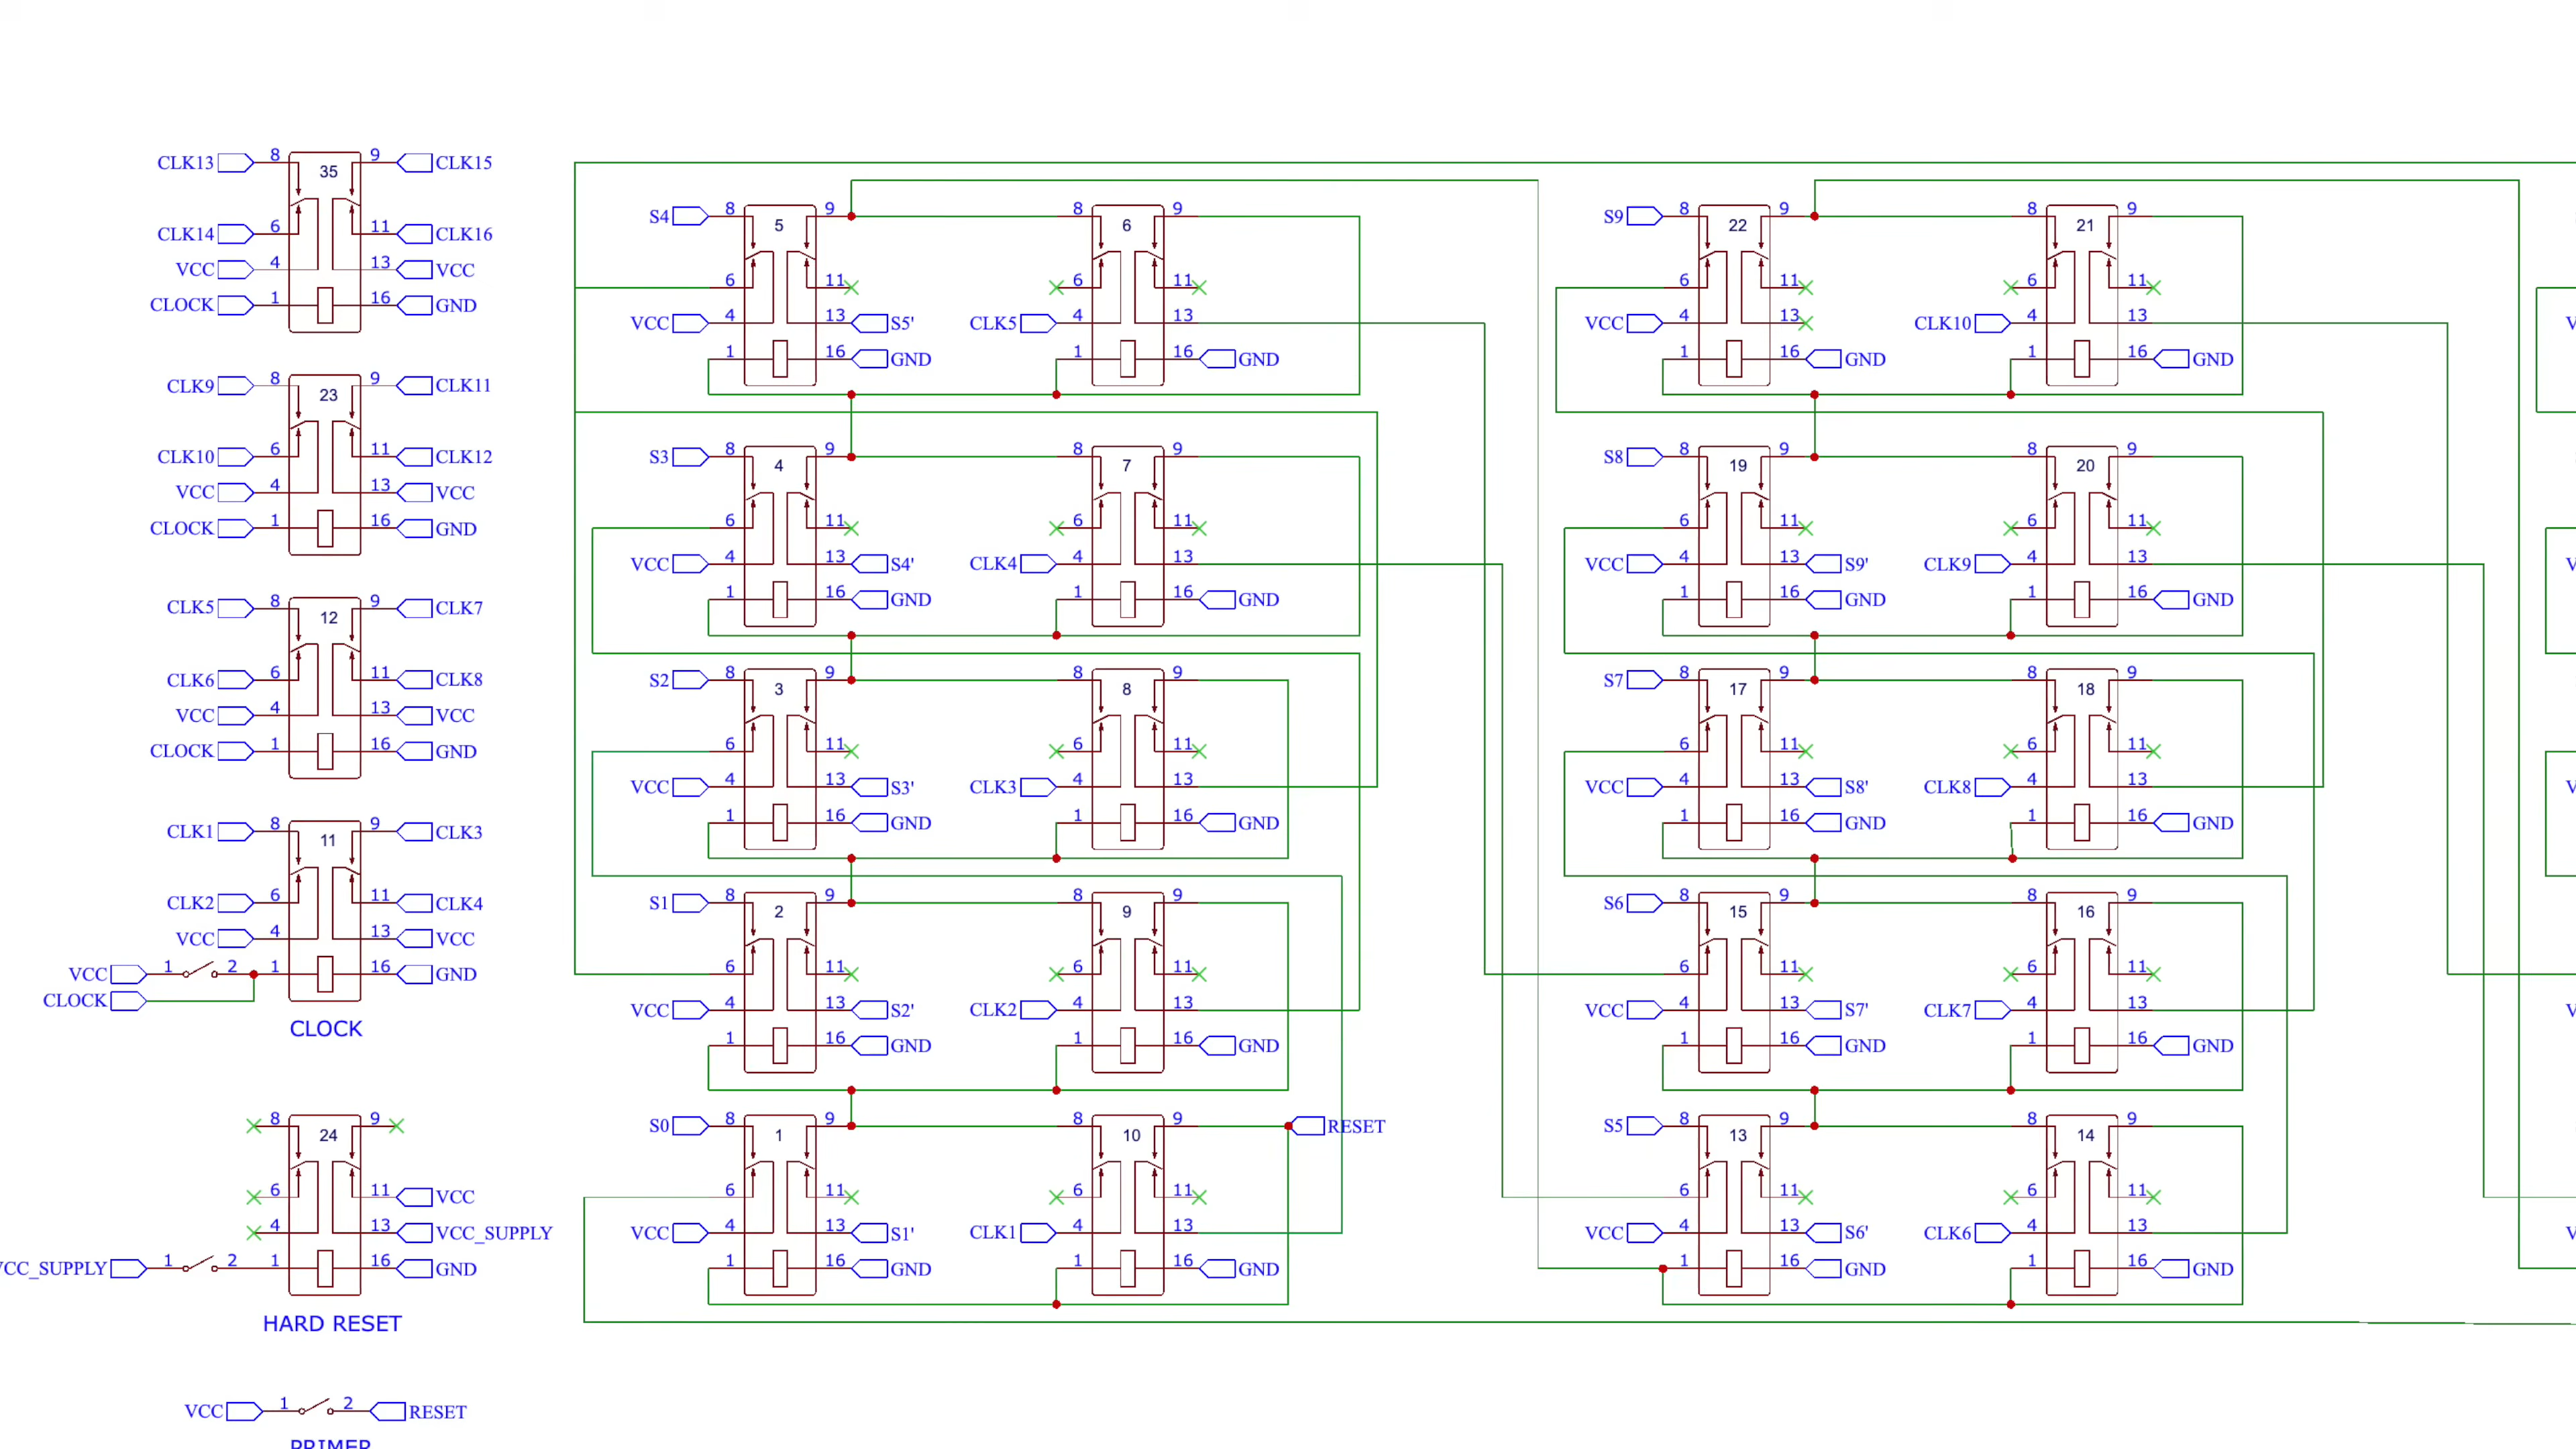 CLK13 8 35 9 CLK15
CLK14 6 11 CLK16
VCC 4 13 VCC
CLOCK 1 16 GND
CLK9 8 23 9 CLK11
CLK10 6 11 CLK12
VCC 4 13 VCC
CLOCK 1 16 GND
CLK5 8 12 9 CLK7
CLK6 6 11 CLK8
VCC 4 13 VCC
CLOCK 1 16 GND
CLK1 8 11 9 CLK3
CLK2 6 11 CLK4
VCC 4 13 VCC
VCC 1 2 1 16 GND
CLOCK
CLOCK
8 24 9
6 11 VCC
4 13 VCC_SUPPLY
VCC_SUPPLY 1 2 1 16 GND
HARD RESET
VCC 1 2 RESET
PRIMER
S4 8 5 9
6 11
VCC 4 13 S5'
1 16 GND
8 6 9
6 11
CLK5 4 13
1 16 GND
S3 8 4 9
6 11
VCC 4 13 S4'
1 16 GND
8 7 9
6 11
CLK4 4 13
1 16 GND
S2 8 3 9
6 11
VCC 4 13 S3'
1 16 GND
8 8 9
6 11
CLK3 4 13
1 16 GND
S1 8 2 9
6 11
VCC 4 13 S2'
1 16 GND
8 9 9
6 11
CLK2 4 13
1 16 GND
S0 8 1 9
6 11
VCC 4 13 S1'
1 16 GND
8 10 9 RESET
6 11
CLK1 4 13
1 16 GND
S9 8 22 9
6 11
VCC 4 13
1 16 GND
8 21 9
6 11
CLK10 4 13
1 16 GND
S8 8 19 9
6 11
VCC 4 13 S9'
1 16 GND
8 20 9
6 11
CLK9 4 13
1 16 GND
S7 8 17 9
6 11
VCC 4 13 S8'
1 16 GND
8 18 9
6 11
CLK8 4 13
1 16 GND
S6 8 15 9
6 11
VCC 4 13 S7'
1 16 GND
8 16 9
6 11
CLK7 4 13
1 16 GND
S5 8 13 9
6 11
VCC 4 13 S6'
1 16 GND
8 14 9
6 11
CLK6 4 13
1 16 GND